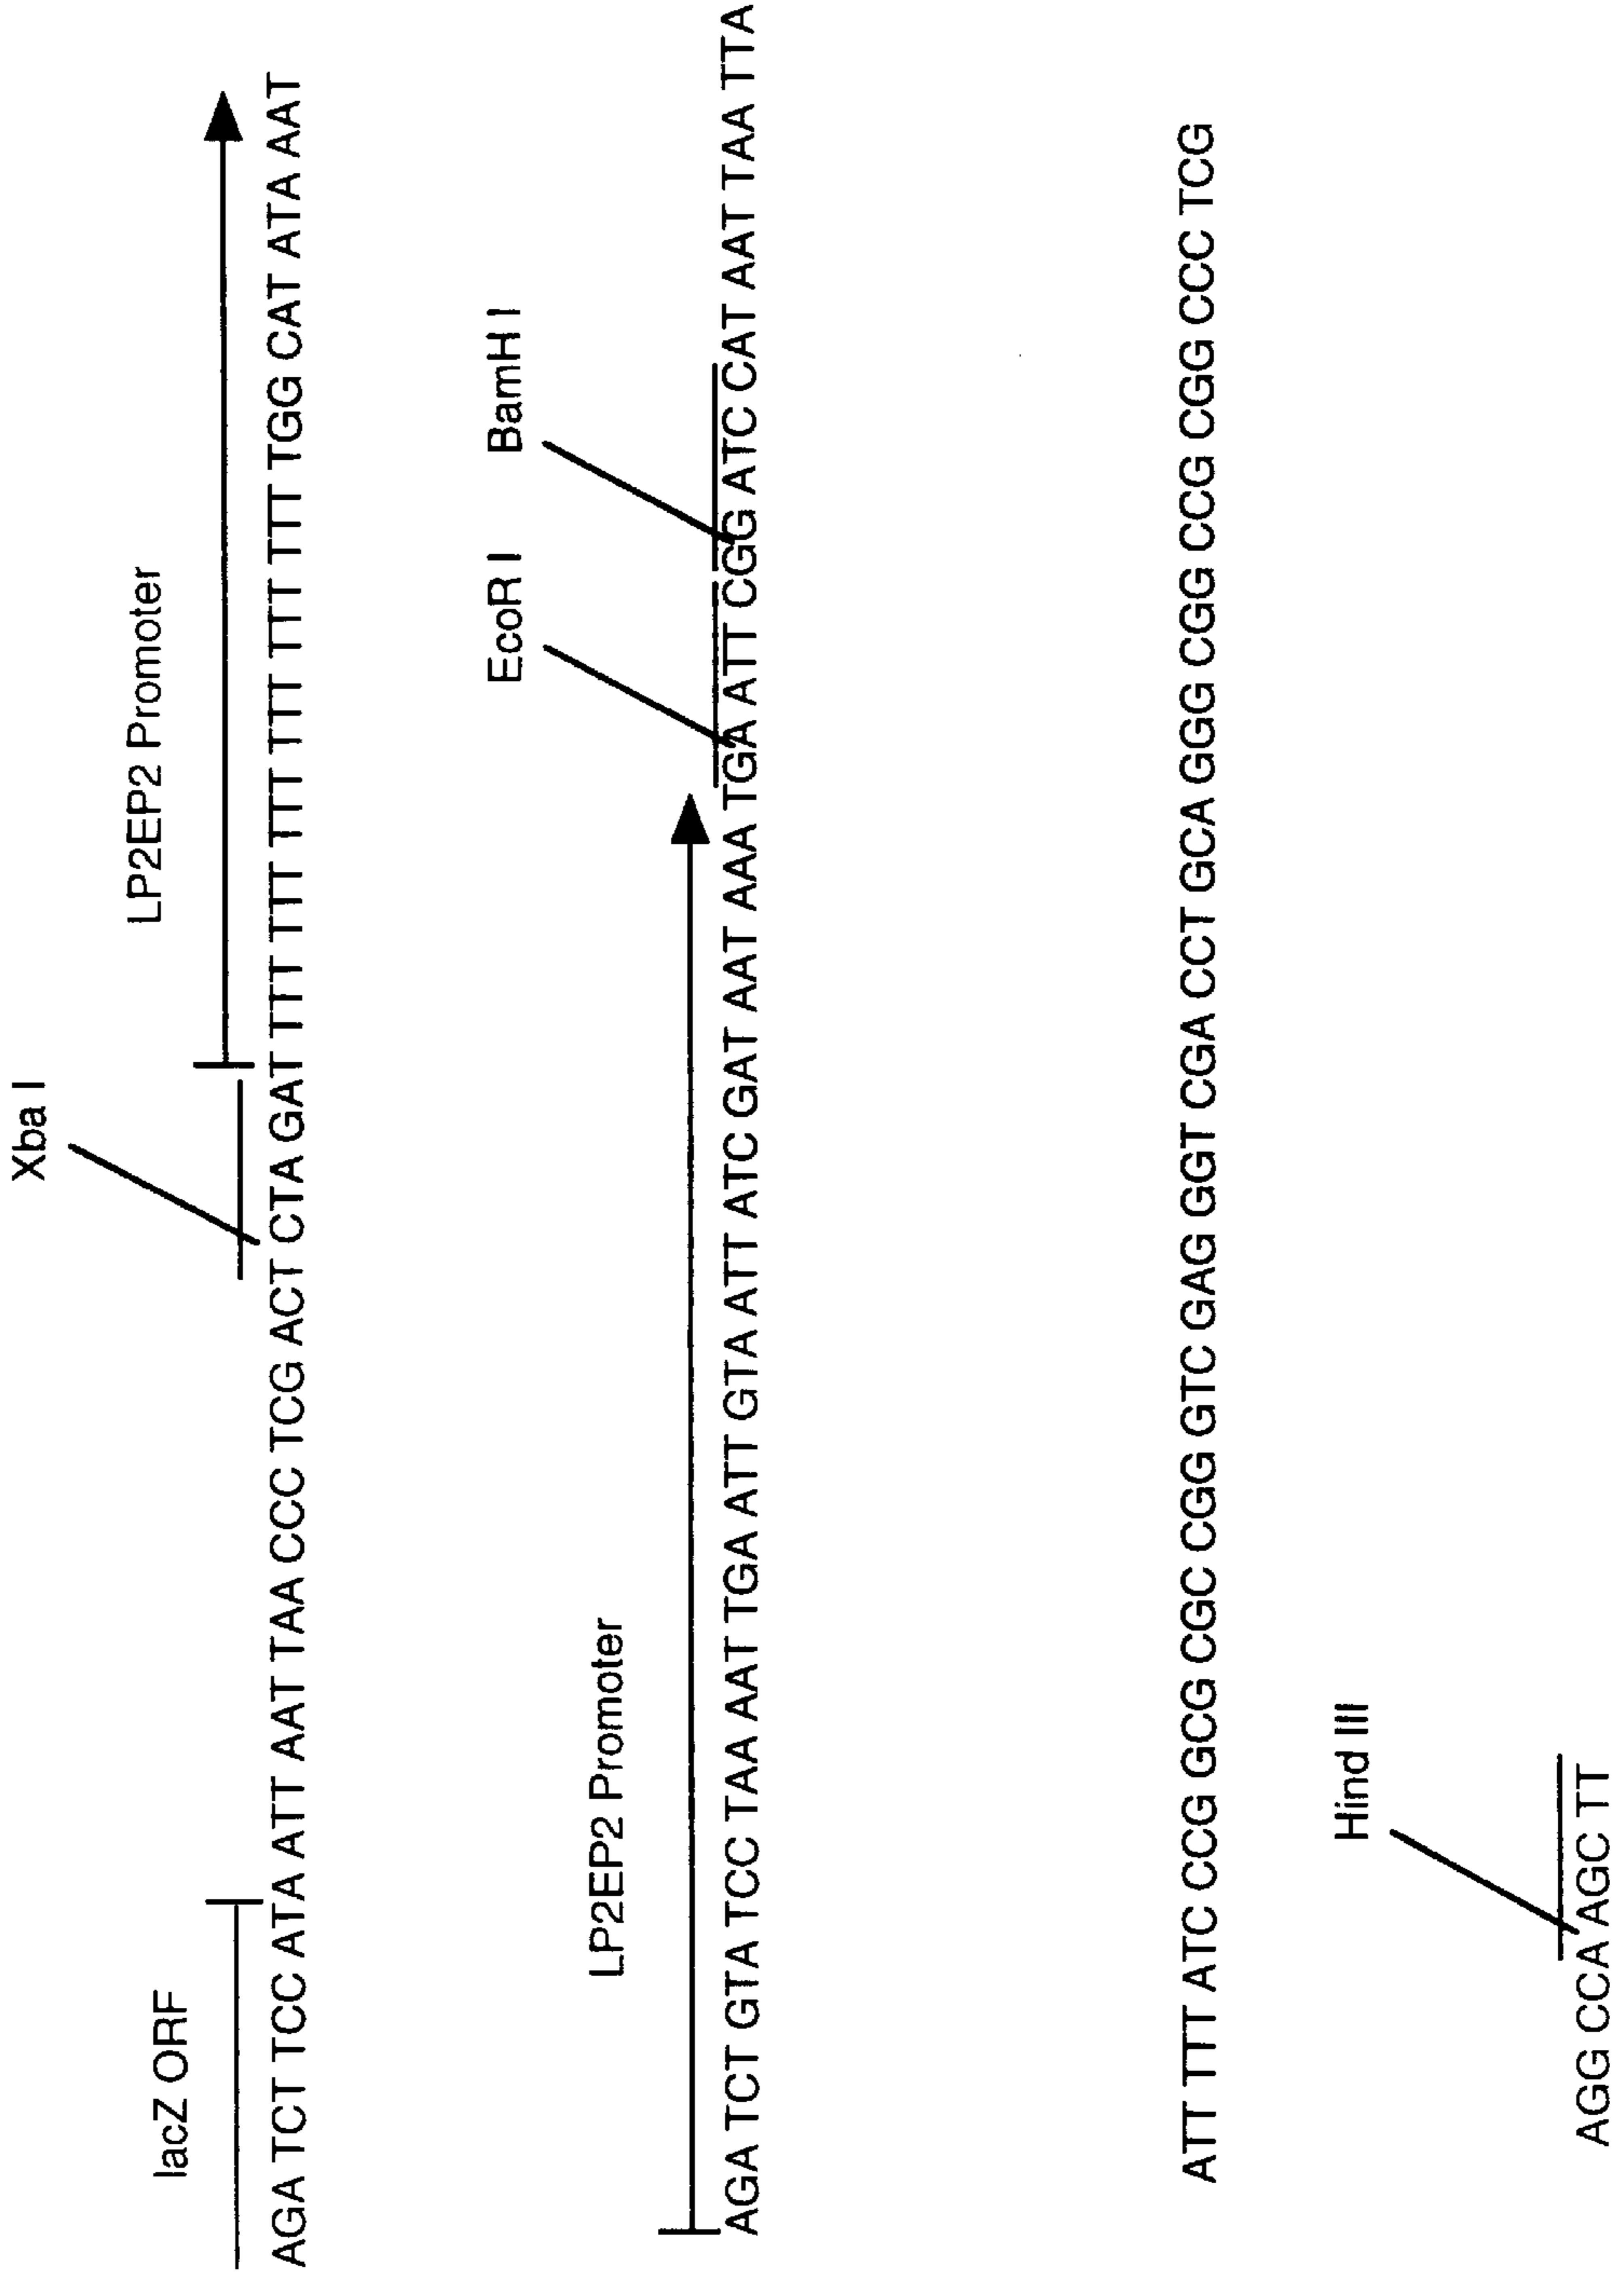 Xba I
lacZ ORF LP2EP2 Promoter
AGA TCT TCC ATA ATT AAT TAA CCC TCG ACT CTA GAT TTT TTT TTT TTT TTT TTT TGG CAT ATA AAT
EcoR I BamH I
LP2EP2 Promoter
AGA TCT GTA TCC TAA AAT TGA ATT GTA ATT ATC GAT AAT AAA TGA ATT CGG ATC CAT AAT TAA TTA
ATT TTT ATC CCG GCG CGC CGG GTC GAG GGT CGA CCT GCA GGG CGG CCG CGG CCC TCG
Hind III
AGG CCA AGC TT